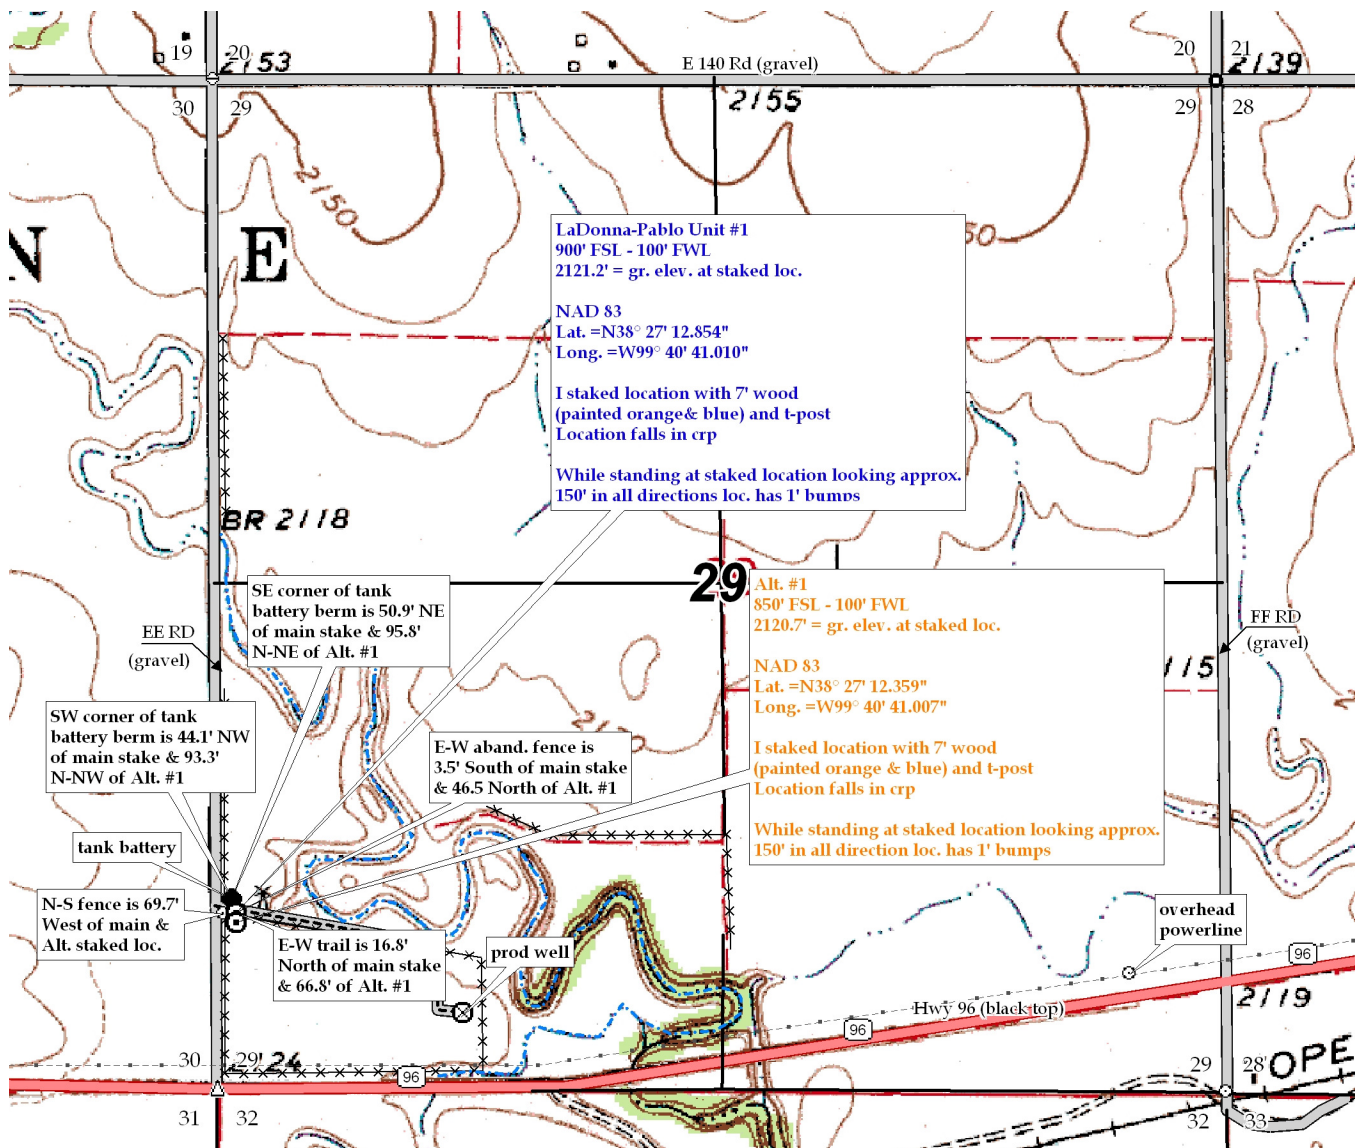 19
20
2153
E 140 Rd (gravel)
20
21
2139
30
29
2155
29
28
2150
N
E
LaDonna-Pablo Unit #1
900' FSL - 100' FWL
2121.2' = gr. elev. at staked loc.
NAD 83
Lat. =N38° 27' 12.854"
Long. =W99° 40' 41.010"
I staked location with 7' wood
(painted orange& blue) and t-post
Location falls in crp
While standing at staked location looking approx.
150' in all directions loc. has 1' bumps
50
BR 2118
29
SE corner of tank
battery berm is 50.9' NE
of main stake & 95.8'
N-NE of Alt. #1
EE RD
(gravel)
Alt. #1
850' FSL - 100' FWL
2120.7' = gr. elev. at staked loc.
NAD 83
Lat. =N38° 27' 12.359"
Long. =W99° 40' 41.007"
I staked location with 7' wood
(painted orange & blue) and t-post
Location falls in crp
While standing at staked location looking approx.
150' in all direction loc. has 1' bumps
FF RD
(gravel)
115
SW corner of tank
battery berm is 44.1' NW
of main stake & 93.3'
N-NW of Alt. #1
E-W aband. fence is
3.5' South of main stake
& 46.5 North of Alt. #1
tank battery
N-S fence is 69.7'
West of main &
Alt. staked loc.
E-W trail is 16.8'
North of main stake
& 66.8' of Alt. #1
prod well
overhead
powerline
96
Hwy 96 (black top)
96
2119
30
29
24
96
29
28
OPE
31
32
32
33